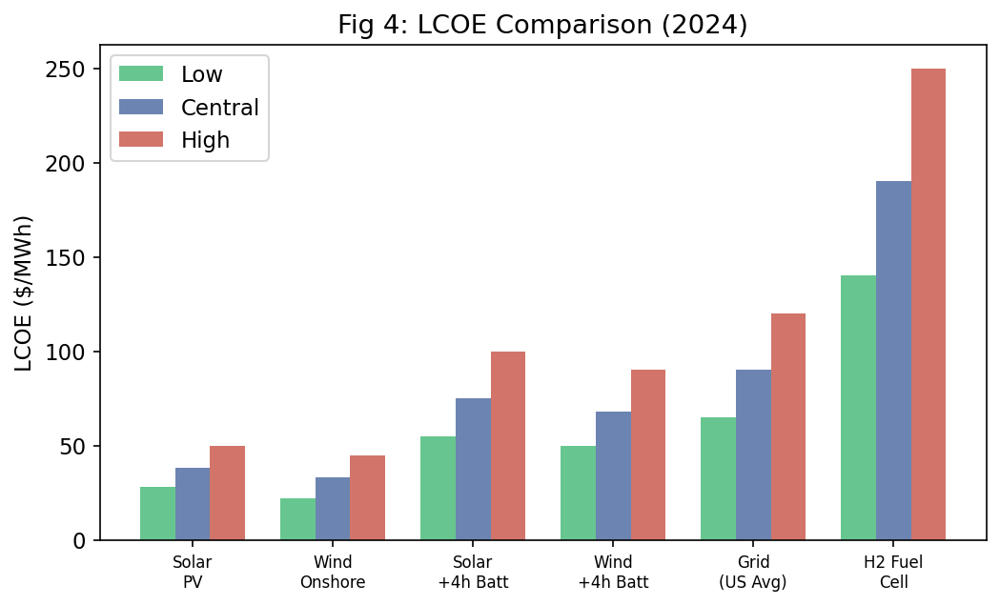 Fig 4: LCOE Comparison (2024)
LCOE ($/MWh)
250
200
150
100
50
0
Low
Central
High
Solar
PV
Wind
Onshore
Solar
+4h Batt
Wind
+4h Batt
Grid
(US Avg)
H2 Fuel
Cell